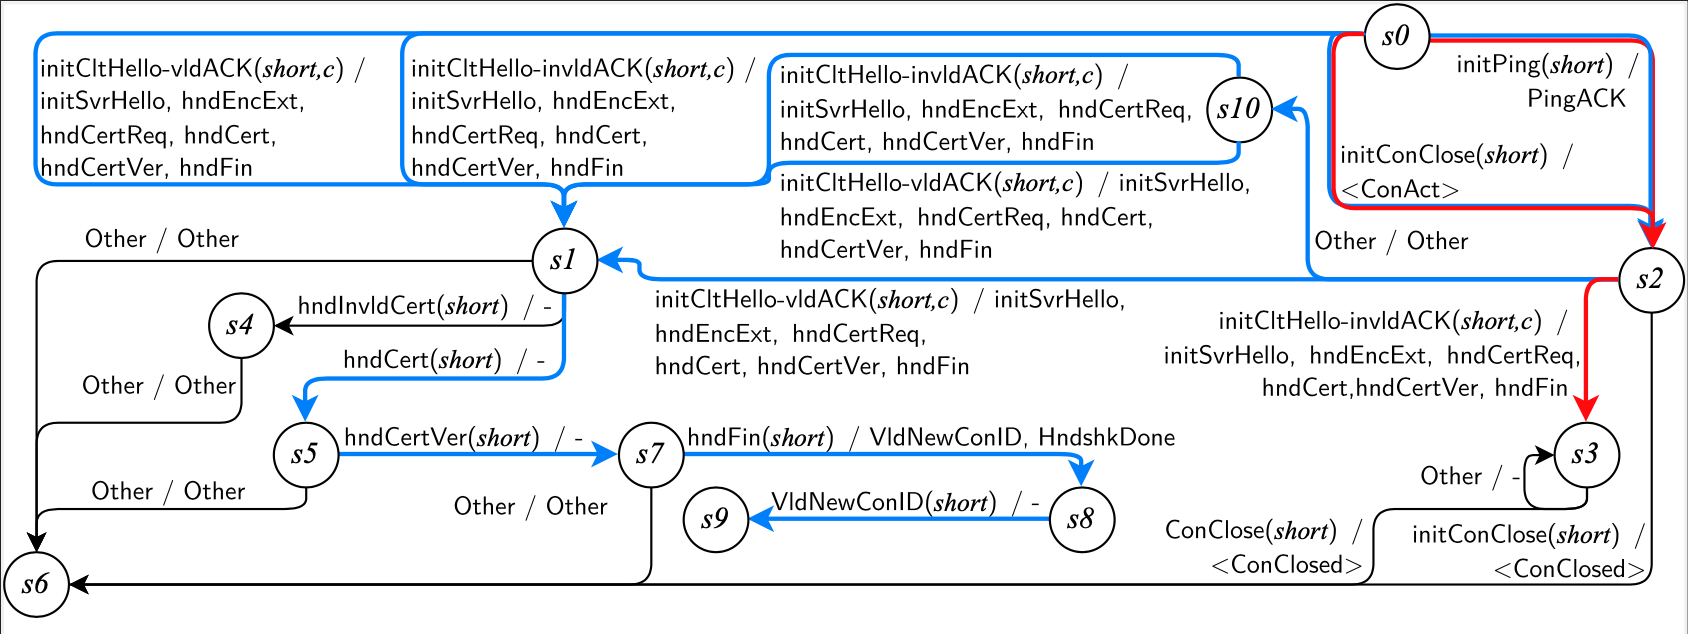 s0
initPing(short) /
PingACK
initConClose(short) /
<ConAct>
initCltHello-vldACK(short,c) /
initSvrHello, hndEncExt,
hndCertReq, hndCert,
hndCertVer, hndFin
initCltHello-invldACK(short,c) /
initSvrHello, hndEncExt,
hndCertReq, hndCert,
hndCertVer, hndFin
initCltHello-invldACK(short,c) /
initSvrHello, hndEncExt, hndCertReq,
hndCert, hndCertVer, hndFin
s10
initCltHello-vldACK(short,c) / initSvrHello,
hndEncExt, hndCertReq, hndCert,
hndCertVer, hndFin
Other / Other
Other / Other
s1
s2
initCltHello-vldACK(short,c) / initSvrHello,
hndEncExt, hndCertReq,
hndCert, hndCertVer, hndFin
initCltHello-invldACK(short,c) /
initSvrHello, hndEncExt, hndCertReq,
hndCert,hndCertVer, hndFin
hndInvldCert(short) / -
s4
hndCert(short) / -
Other / Other
s5
hndCertVer(short) / -
s7
hndFin(short) / VldNewConID, HndshkDone
s3
Other / -
Other / Other
Other / Other
s9
VldNewConID(short) / -
s8
ConClose(short) /
<ConClosed>
initConClose(short) /
<ConClosed>
s6